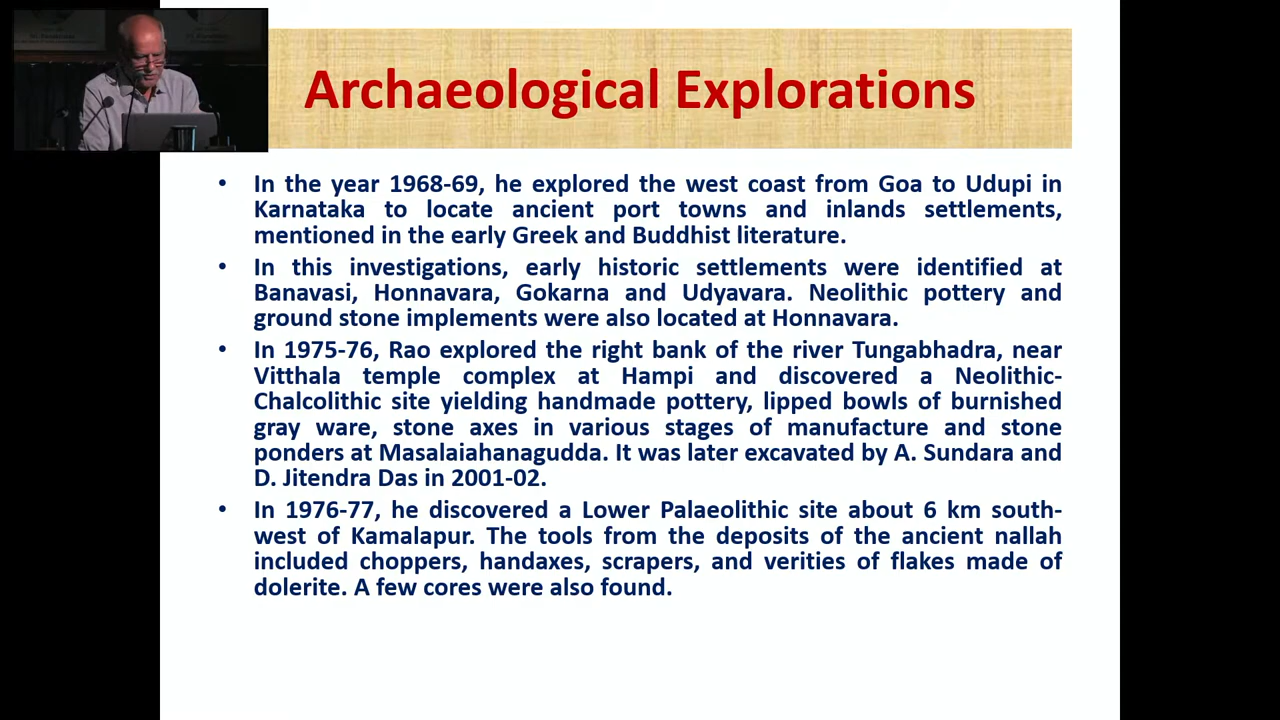 Archaeological Explorations
• In the year 1968-69, he explored the west coast from Goa to Udupi in
Karnataka to locate ancient port towns and inlands settlements,
mentioned in the early Greek and Buddhist literature.
• In this investigations, early historic settlements were identified at
Banavasi, Honnavara, Gokarna and Udyavara. Neolithic pottery and
ground stone implements were also located at Honnavara.
• In 1975-76, Rao explored the right bank of the river Tungabhadra, near
Vitthala temple complex at Hampi and discovered a Neolithic-
Chalcolithic site yielding handmade pottery, lipped bowls of burnished
gray ware, stone axes in various stages of manufacture and stone
ponders at Masalaiahanagudda. It was later excavated by A. Sundara and
D. Jitendra Das in 2001-02.
• In 1976-77, he discovered a Lower Palaeolithic site about 6 km south-
west of Kamalapur. The tools from the deposits of the ancient nallah
included choppers, handaxes, scrapers, and verities of flakes made of
dolerite. A few cores were also found.